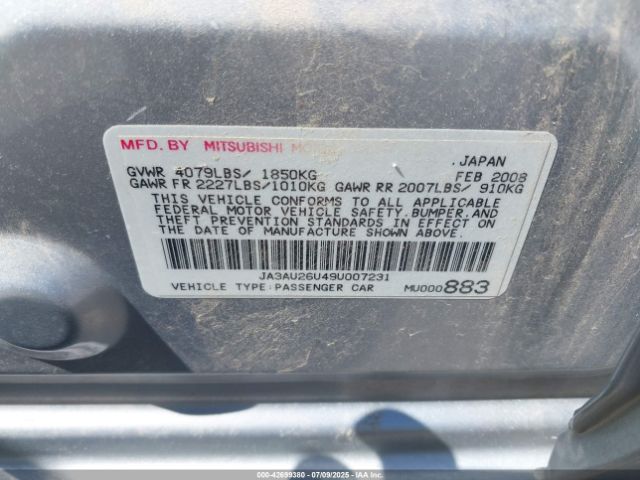 MFD. BY MITSUBISHI
JAPAN
GVWR 4079LBS/ 1850KG FEB 2008
GAWR FR 2227LBS/1010KG GAWR RR 2007LBS/ 910KG
THIS VEHICLE CONFORMS TO ALL APPLICABLE
FEDERAL MOTOR VEHICLE SAFETY, BUMPER, AND
THEFT PREVENTION STANDARDS IN EFFECT ON
THE DATE OF MANUFACTURE SHOWN ABOVE.
JA3AU26U49U007231
VEHICLE TYPE:PASSENGER CAR MU000883
000-42699380 07/09/2025 IAAI.COM